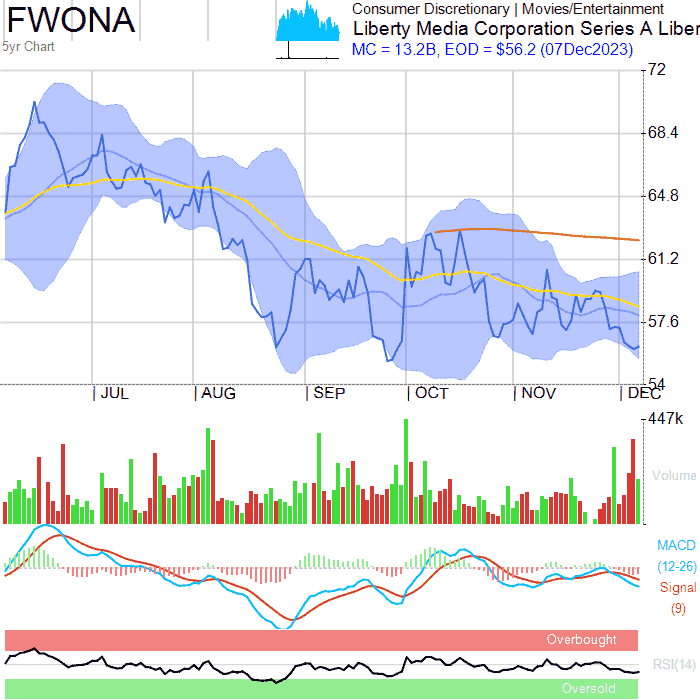 FWONA
5yr Chart
Consumer Discretionary | Movies/Entertainment
Liberty Media Corporation Series A Liber
MC = 13.2B, EOD = $56.2 (07Dec2023)
72
68.4
64.8
61.2
57.6
54
JUL AUG SEP OCT NOV DEC
447k
Volume
MACD
(12-26)
Signal
(9)
Overbought
RSI(14)
Oversold